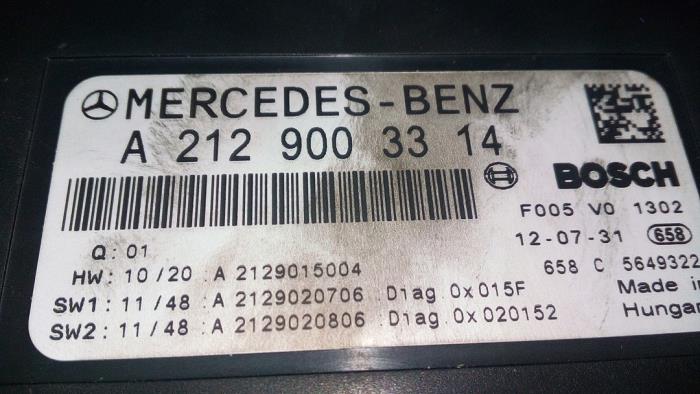 MERCEDES-BENZ
A 212 900 33 14
BOSCH
F005 V0 1302
12-07-31 658
658 C 5649322
Made in
Hungar
Q: 01
HW: 10/20 :A 2129015004
SW1: 11/48 :A 2129020706 :Diag.0x015F
SW2: 11/48 :A 2129020806 :Diag.0x020152